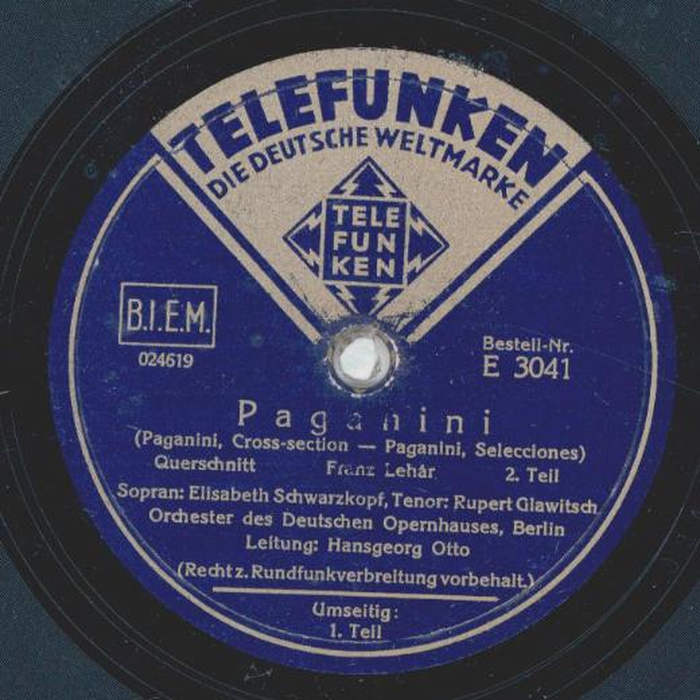 TELEFUNKEN
DIE DEUTSCHE WELTMARKE
TELE
FUN
KEN
B.I.E.M.
024619
Bestell-Nr.
E 3041
Paganini
(Paganini, Cross-section — Paganini, Selecciones)
Querschnitt Franz Lehár 2. Teil
Sopran: Elisabeth Schwarzkopf, Tenor: Rupert Glawitsch
Orchester des Deutschen Opernhauses, Berlin
Leitung: Hansgeorg Otto
(Recht z. Rundfunkverbreitung vorbehalt.)
Umseitig:
1. Teil